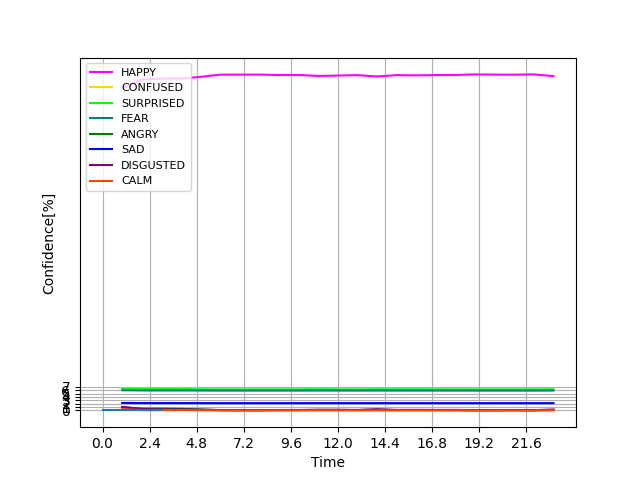 HAPPY
CONFUSED
SURPRISED
FEAR
ANGRY
SAD
DISGUSTED
CALM
Confidence[%]
7
0.0 2.4 4.8 7.2 9.6 12.0 14.4 16.8 19.2 21.6
Time